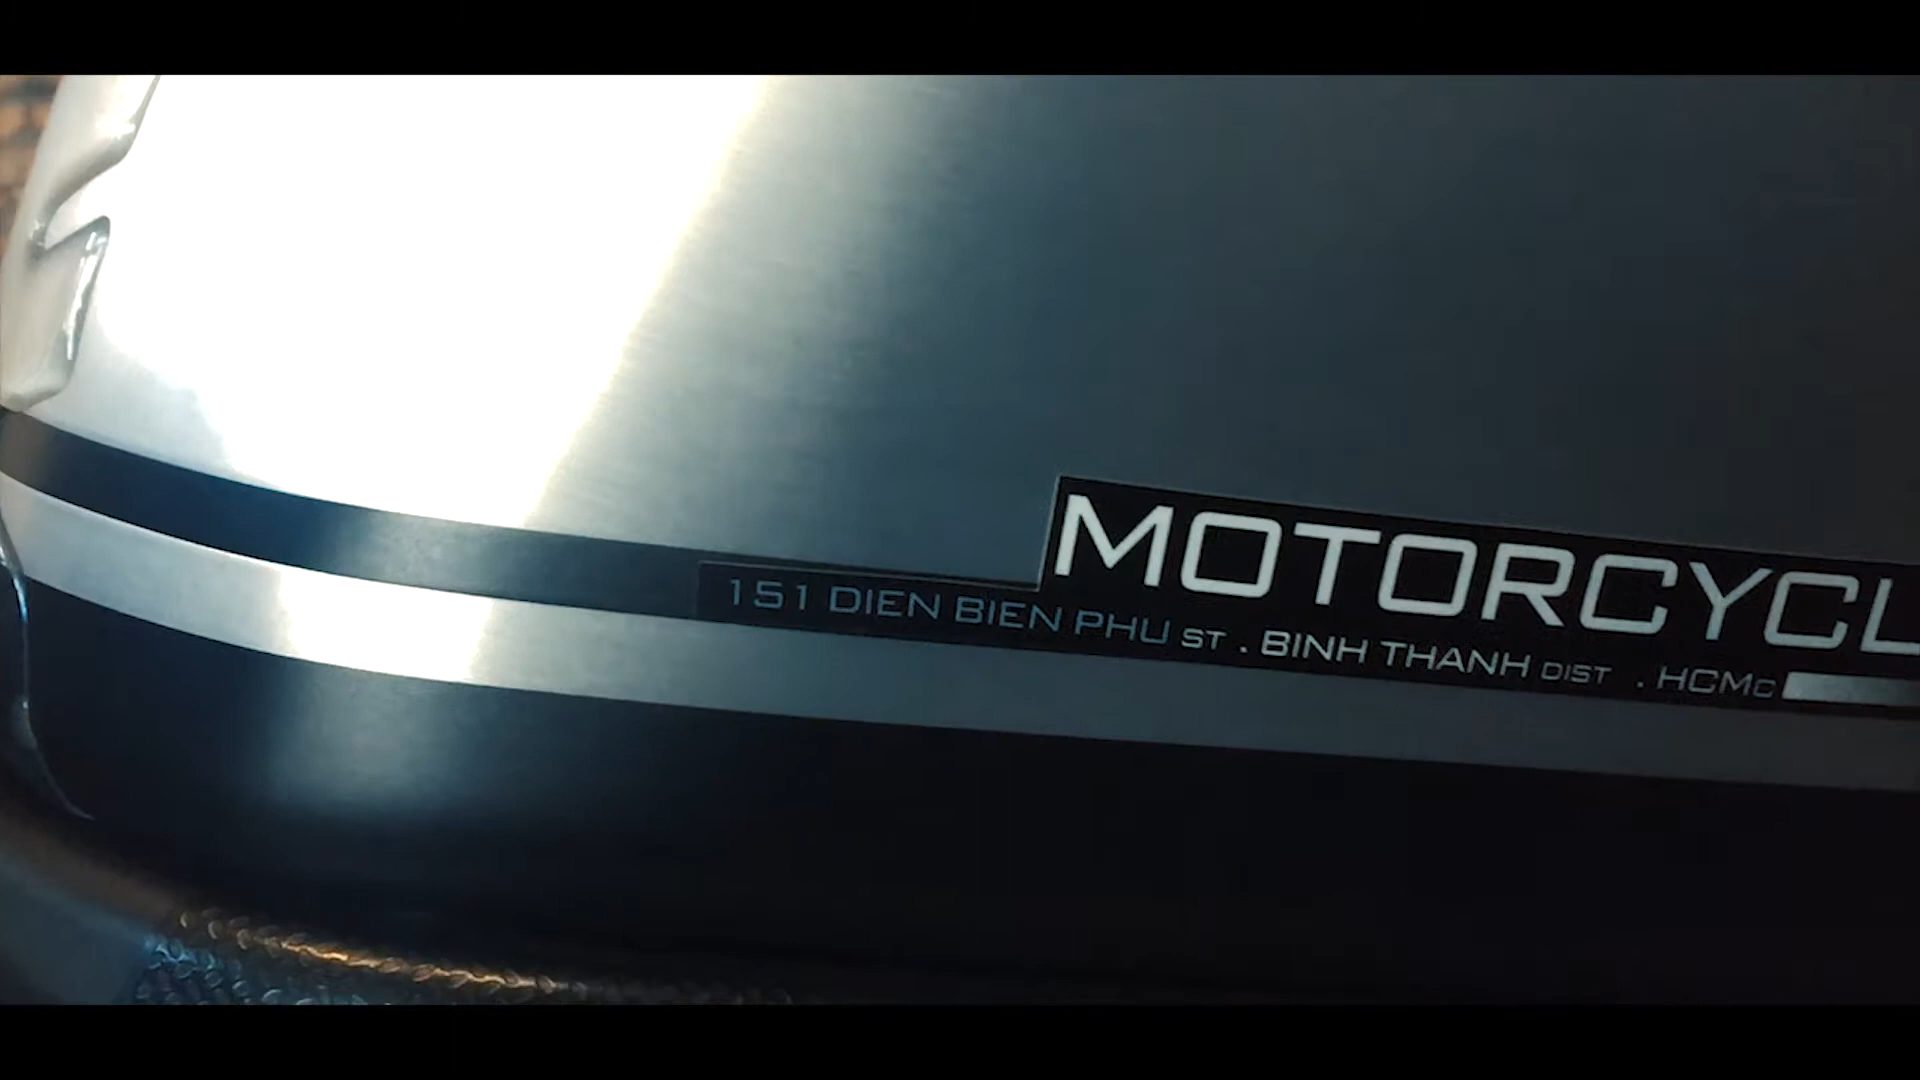 MOTORCYCL
151 DIEN BIEN PHU ST . BINH THANH DIST . HCMC